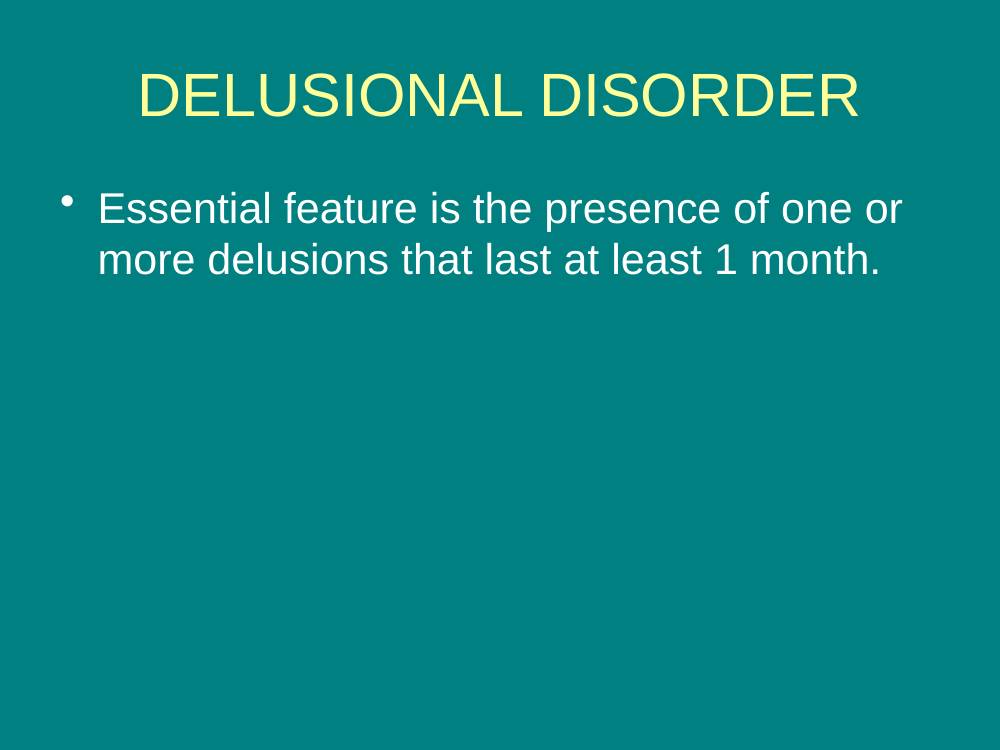 DELUSIONAL DISORDER
• Essential feature is the presence of one or
more delusions that last at least 1 month.